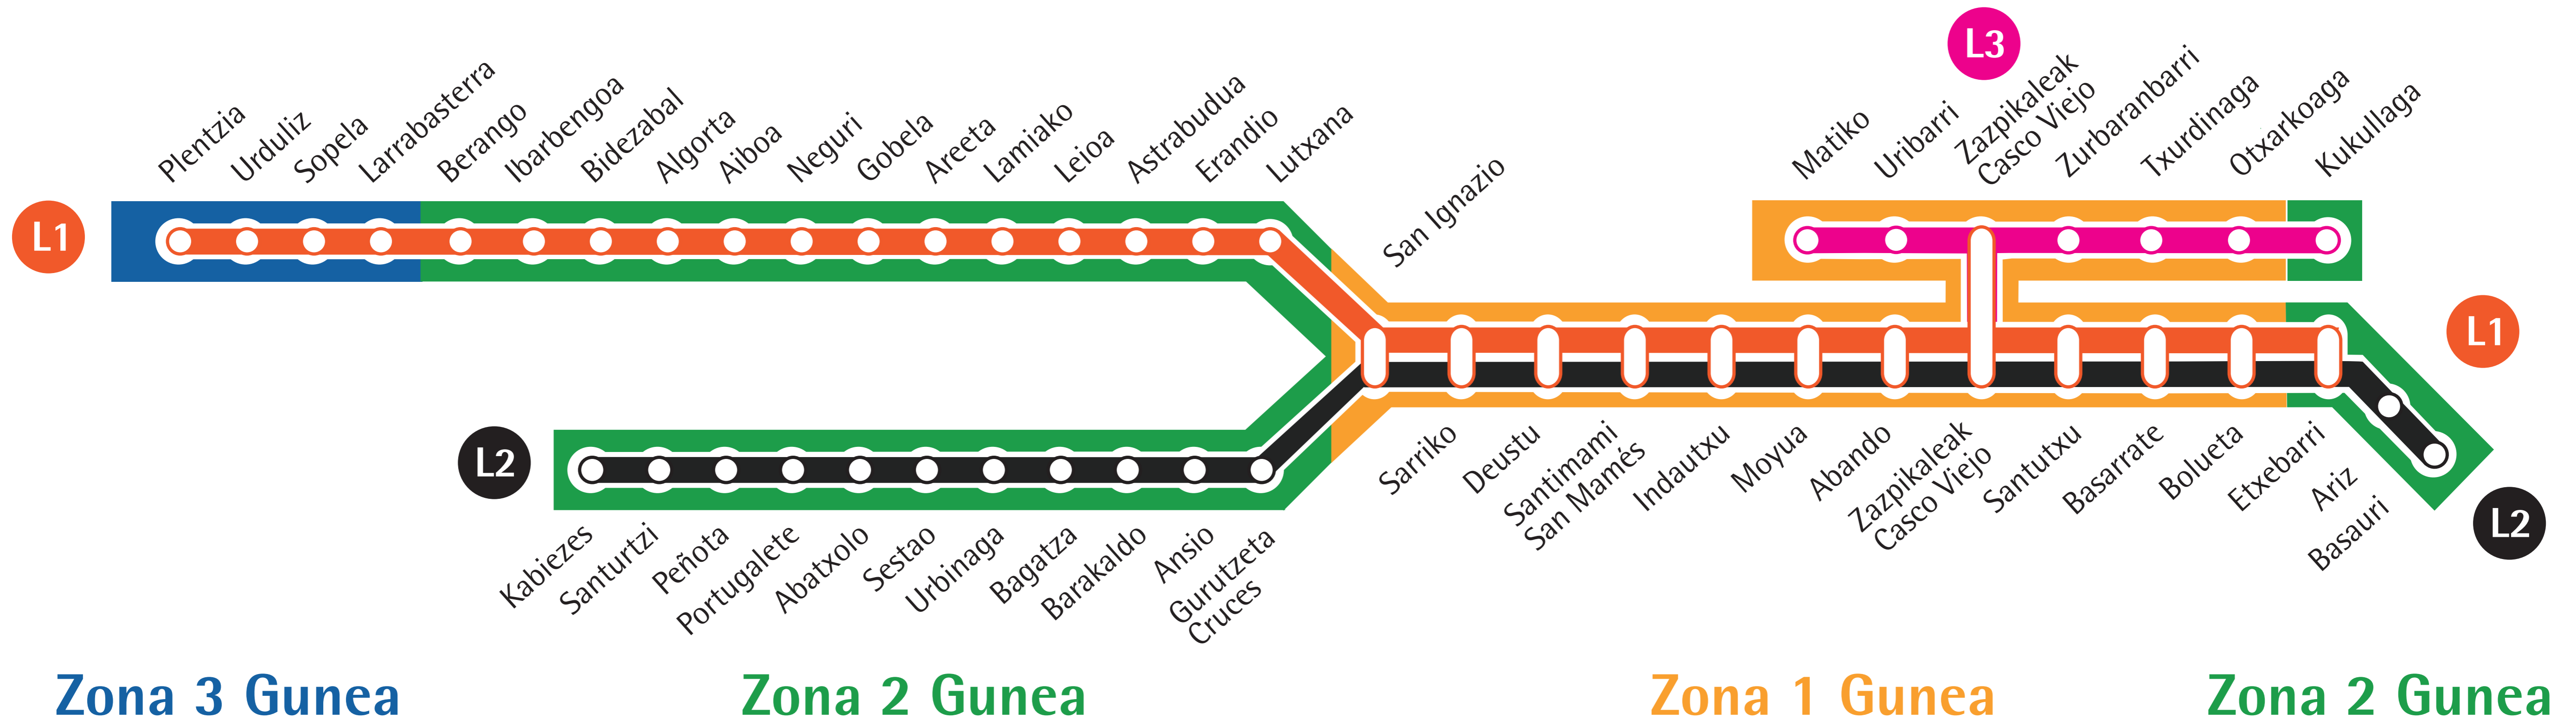 L3
Plentzia
Urduliz
Sopela
Larrabasterra
Berango
Ibarbengoa
Bidezabal
Algorta
Aiboa
Neguri
Gobela
Areeta
Lamiako
Leioa
Astrabudua
Erandio
Lutxana
San Ignazio
Matiko
Uribarri
Zazpikaleak
Casco Viejo
Zurbaranbarri
Txurdinaga
Otxarkoaga
Kukullaga
L1
L1
L2
Kabiezes
Santurtzi
Peñota
Portugalete
Abatxolo
Sestao
Urbinaga
Bagatza
Barakaldo
Ansio
Gurutzeta
Cruces
Sarriko
Deustu
Santimami
San Mamés
Indautxu
Moyua
Abando
Zazpikaleak
Casco Viejo
Santutxu
Basarrate
Bolueta
Etxebarri
Ariz
Basauri
L2
Zona 3 Gunea
Zona 2 Gunea
Zona 1 Gunea
Zona 2 Gunea